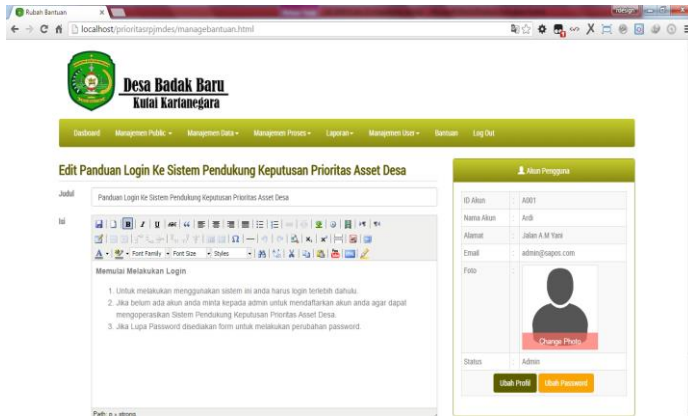 Rubah Bantuan
localhost/prioritasrpjmdes/managebantuan.html
Desa Badak Baru
Kutai Kartanegara
Dasboard Manajemen Public Manajemen Data Manajemen Proses Laporan Manajemen User Bantuan Log Out
Edit Panduan Login Ke Sistem Pendukung Keputusan Prioritas Asset Desa
Judul
Panduan Login Ke Sistem Pendukung Keputusan Prioritas Asset Desa
Isi
Font Family Font Size Styles
Memulai Melakukan Login
1. Untuk melakukan menggunakan sistem ini anda harus login terlebih dahulu.
2. Jika belum ada akun anda minta kepada admin untuk mendaftarkan akun anda agar dapat
mengoperasikan Sistem Pendukung Keputusan Prioritas Asset Desa.
3. Jika Lupa Password disediakan form untuk melakukan perubahan password.
Path: p » strong
Akun Pengguna
ID Akun : A001
Nama Akun : Ardi
Alamat : Jalan A.M Yani
Email : admin@sapos.com
Foto :
Change Photo
Status : Admin
Ubah Profil Ubah Password